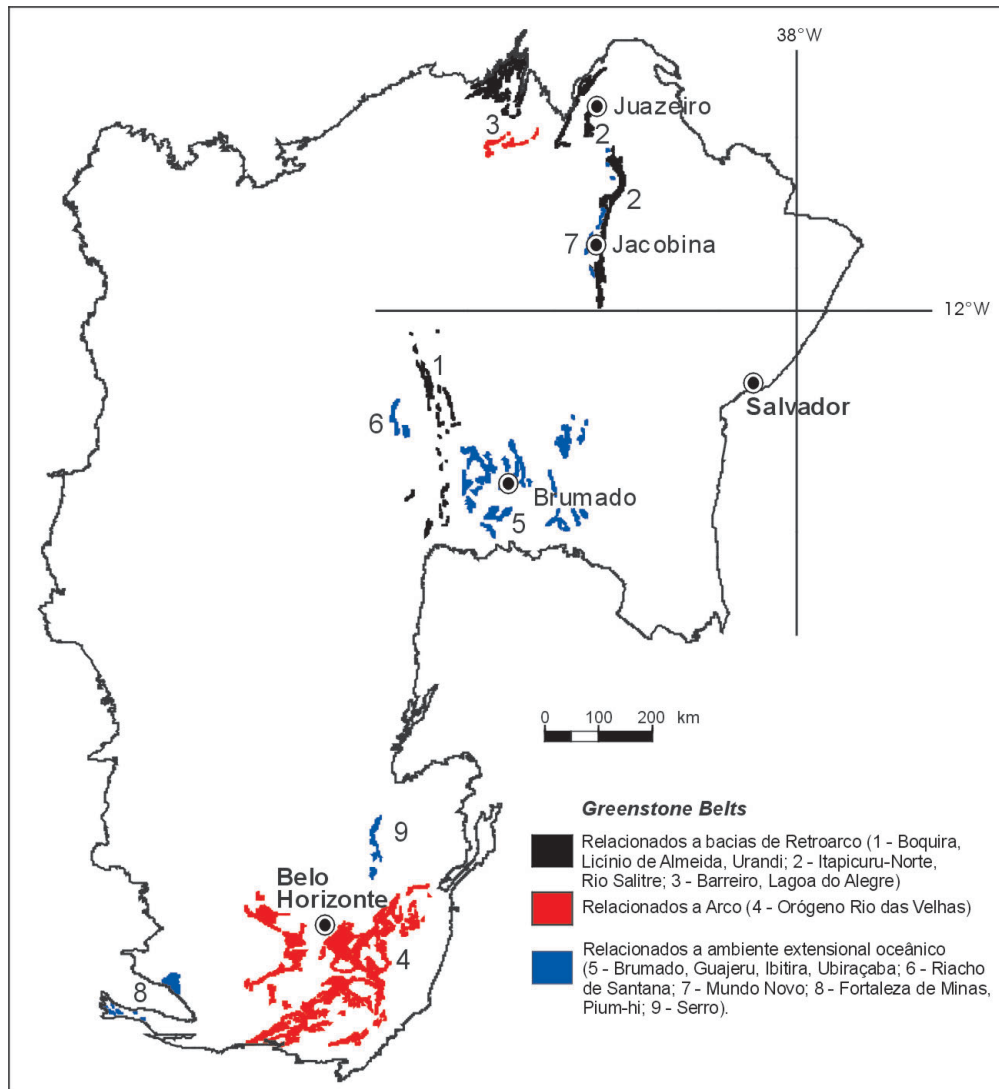 38°W
Juazeiro
3
2
2
7
Jacobina
12°W
1
6
Salvador
Brumado
5
0 100 200 km
9
Greenstone Belts
Relacionados a bacias de Retroarco (1 - Boquira,
Licínio de Almeida, Urandi; 2 - Itapicuru-Norte,
Rio Salitre; 3 - Barreiro, Lagoa do Alegre)
Belo
Horizonte
Relacionados a Arco (4 - Orógeno Rio das Velhas)
4
Relacionados a ambiente extensional oceânico
(5 - Brumado, Guajeru, Ibitira, Ubiraçaba; 6 - Riacho
de Santana; 7 - Mundo Novo; 8 - Fortaleza de Minas,
Pium-hi; 9 - Serro).
8